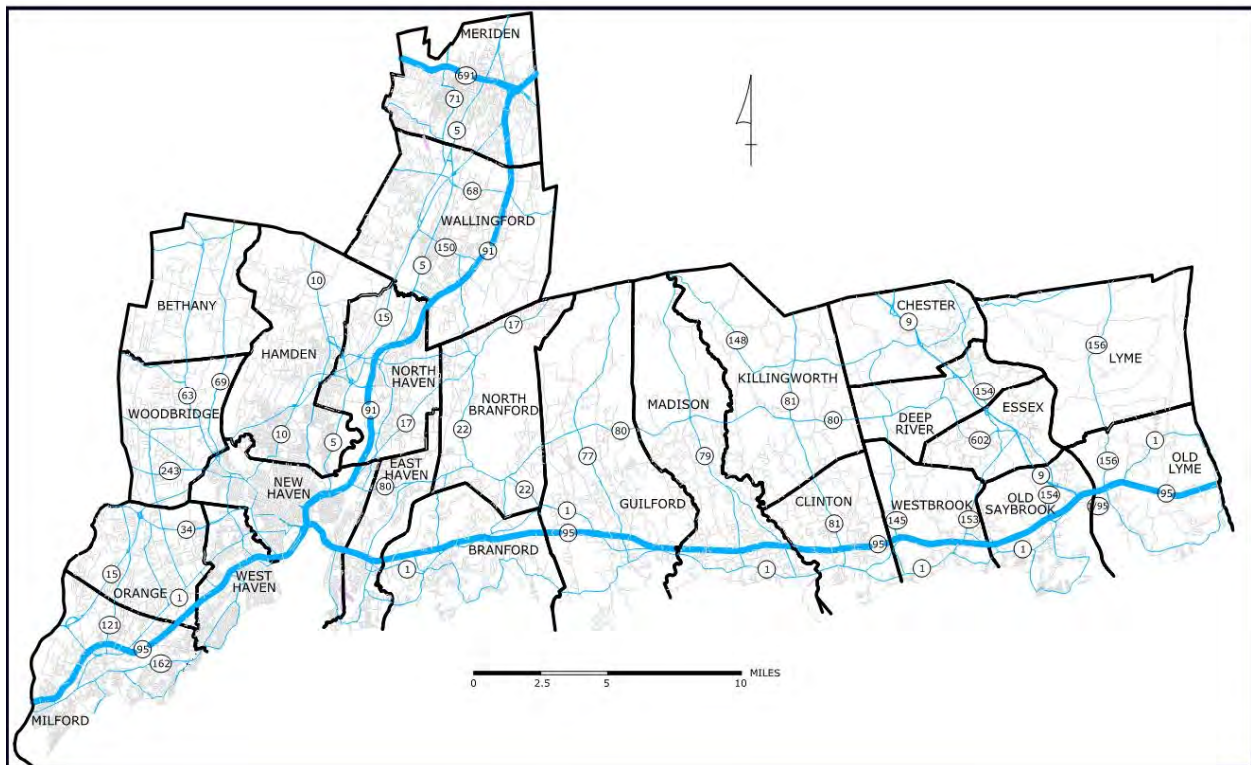 MERIDEN
691
71
5
68
WALLINGFORD
150
91
5
10
15
BETHANY
HAMDEN
NORTH
HAVEN
69
63
WOODBRIDGE
91
17
10
5
243
NEW
HAVEN
EAST
HAVEN
80
17
NORTH
BRANFORD
22
22
80
77
GUILFORD
MADISON
79
148
KILLINGWORTH
81
80
CHESTER
9
156
LYME
154
DEEP
RIVER
ESSEX
602
1
156
OLD
LYME
9
154
OLD
SAYBROOK
95
95
WESTBROOK
145
153
CLINTON
81
95
1
95
BRANFORD
1
1
1
1
34
15
ORANGE
1
WEST
HAVEN
121
95
162
MILFORD
MILES
0
2.5
5
10